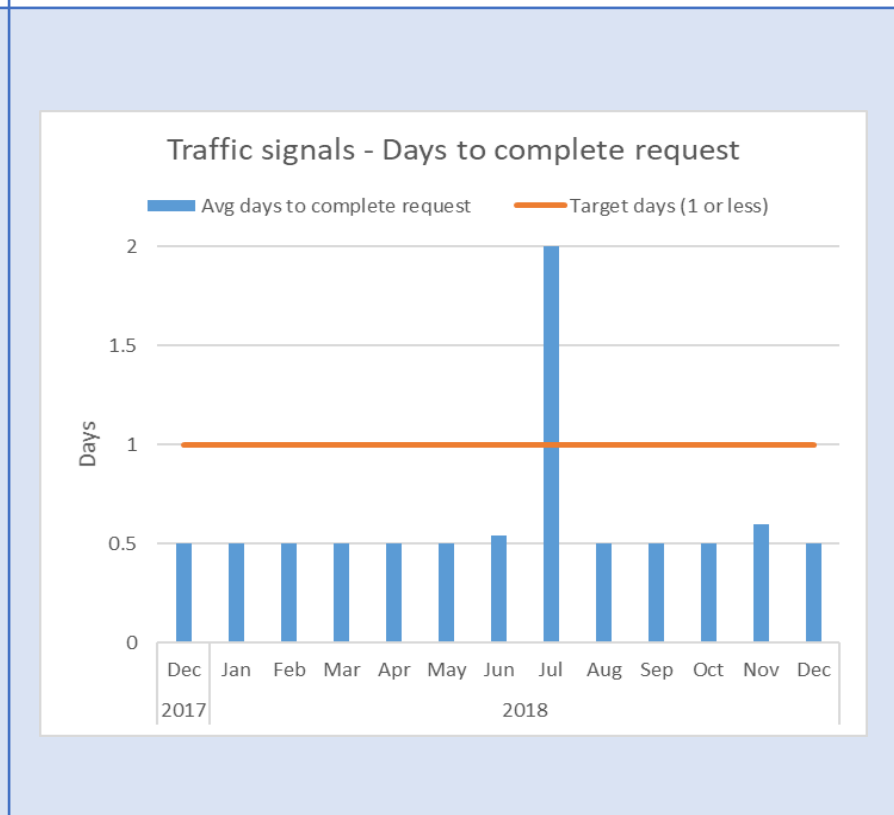 Traffic signals - Days to complete request
Avg days to complete request Target days (1 or less)
2
1.5
1
0.5
0
Days
Dec Jan Feb Mar Apr May Jun Jul Aug Sep Oct Nov Dec
2017 2018